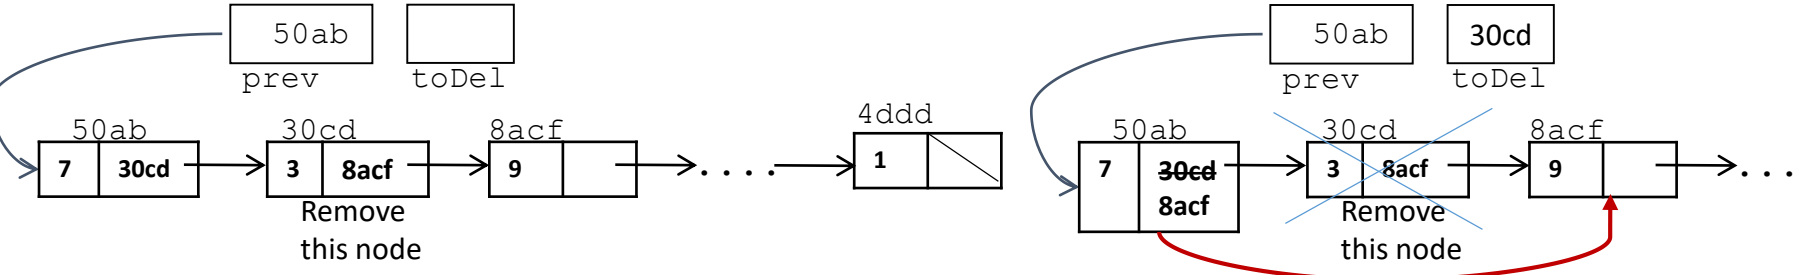 50ab
prev toDel
50ab 30cd 8acf 4ddd
7 30cd 3 8acf 9 . . . . 1
Remove
this node
50ab 30cd
prev toDel
50ab 30cd 8acf
7 30cd 3 8acf 9 . . .
8acf
Remove
this node